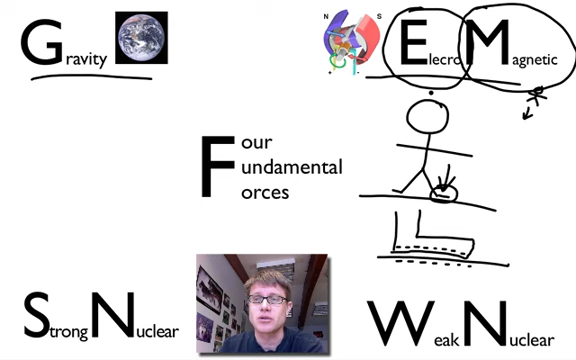 Gravity
N S
Elecro Magnetic
Four
Fundamental
Forces
Strong Nuclear
Weak Nuclear